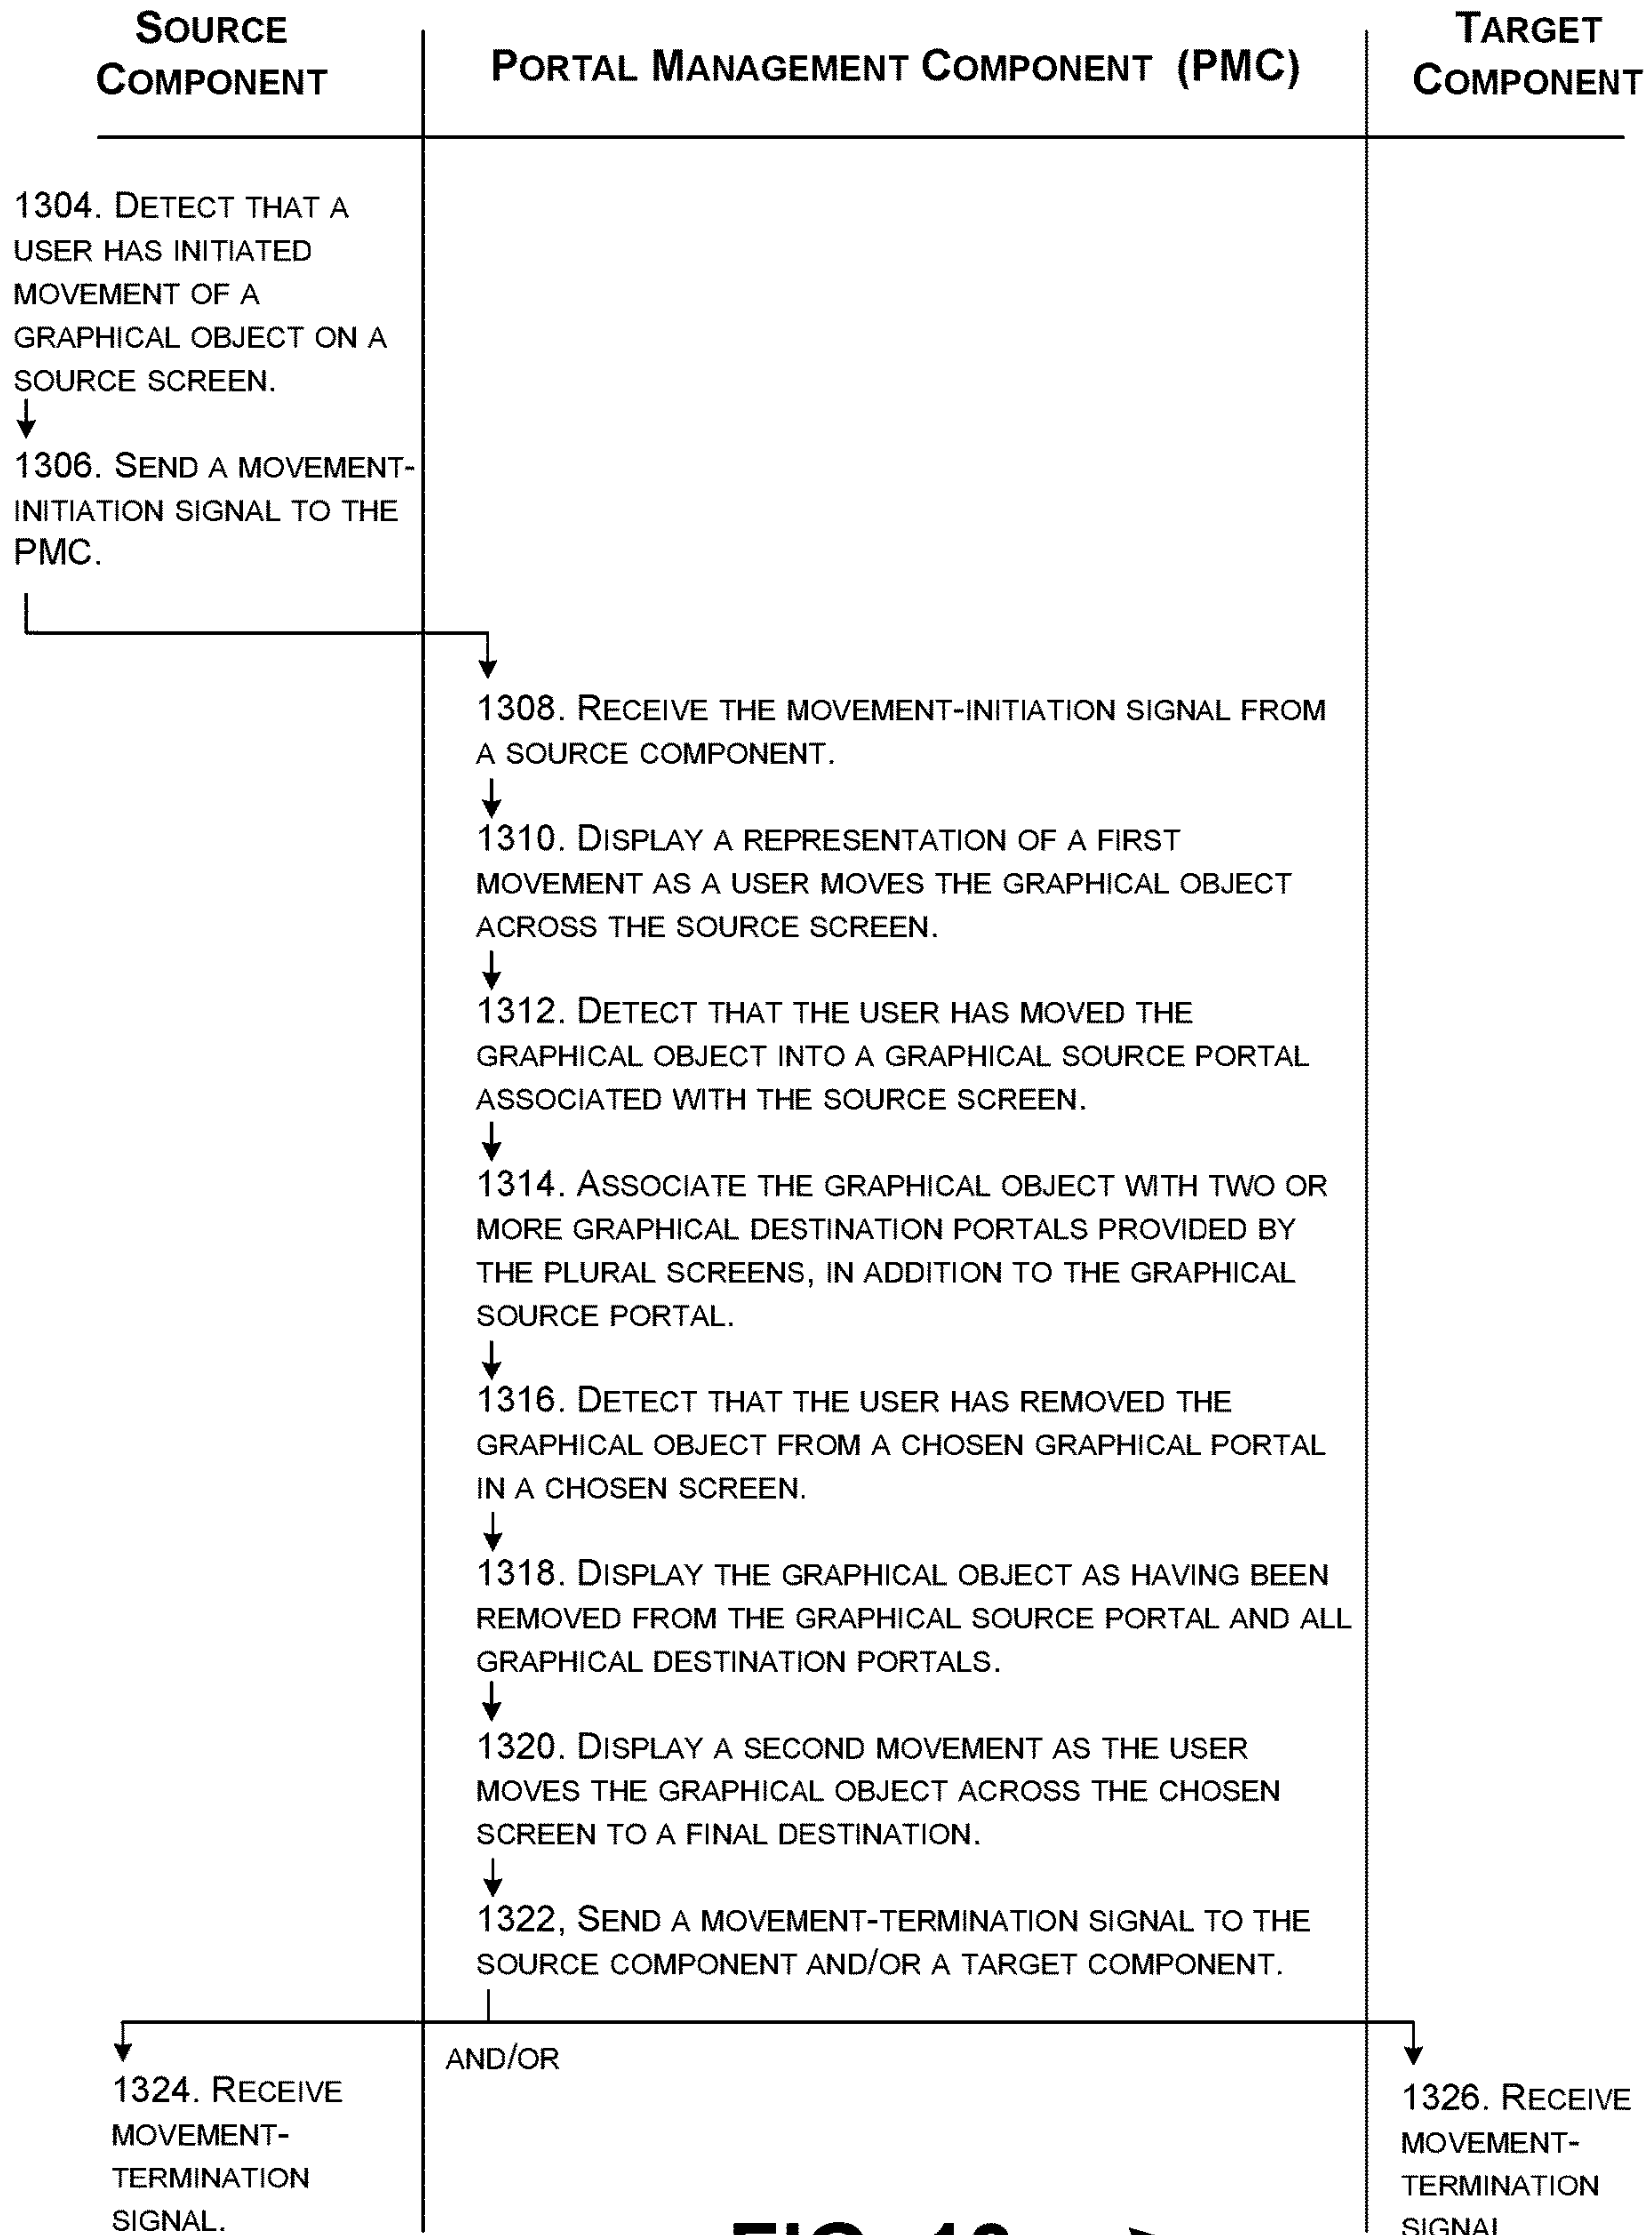 SOURCE
COMPONENT
PORTAL MANAGEMENT COMPONENT (PMC)
TARGET
COMPONENT
1304. DETECT THAT A
USER HAS INITIATED
MOVEMENT OF A
GRAPHICAL OBJECT ON A
SOURCE SCREEN.
1306. SEND A MOVEMENT-
INITIATION SIGNAL TO THE
PMC.
1308. RECEIVE THE MOVEMENT-INITIATION SIGNAL FROM
A SOURCE COMPONENT.
1310. DISPLAY A REPRESENTATION OF A FIRST
MOVEMENT AS A USER MOVES THE GRAPHICAL OBJECT
ACROSS THE SOURCE SCREEN.
1312. DETECT THAT THE USER HAS MOVED THE
GRAPHICAL OBJECT INTO A GRAPHICAL SOURCE PORTAL
ASSOCIATED WITH THE SOURCE SCREEN.
1314. ASSOCIATE THE GRAPHICAL OBJECT WITH TWO OR
MORE GRAPHICAL DESTINATION PORTALS PROVIDED BY
THE PLURAL SCREENS, IN ADDITION TO THE GRAPHICAL
SOURCE PORTAL.
1316. DETECT THAT THE USER HAS REMOVED THE
GRAPHICAL OBJECT FROM A CHOSEN GRAPHICAL PORTAL
IN A CHOSEN SCREEN.
1318. DISPLAY THE GRAPHICAL OBJECT AS HAVING BEEN
REMOVED FROM THE GRAPHICAL SOURCE PORTAL AND ALL
GRAPHICAL DESTINATION PORTALS.
1320. DISPLAY A SECOND MOVEMENT AS THE USER
MOVES THE GRAPHICAL OBJECT ACROSS THE CHOSEN
SCREEN TO A FINAL DESTINATION.
1322, SEND A MOVEMENT-TERMINATION SIGNAL TO THE
SOURCE COMPONENT AND/OR A TARGET COMPONENT.
AND/OR
1324. RECEIVE
MOVEMENT-
TERMINATION
SIGNAL.
1326. RECEIVE
MOVEMENT-
TERMINATION
SIGNAL